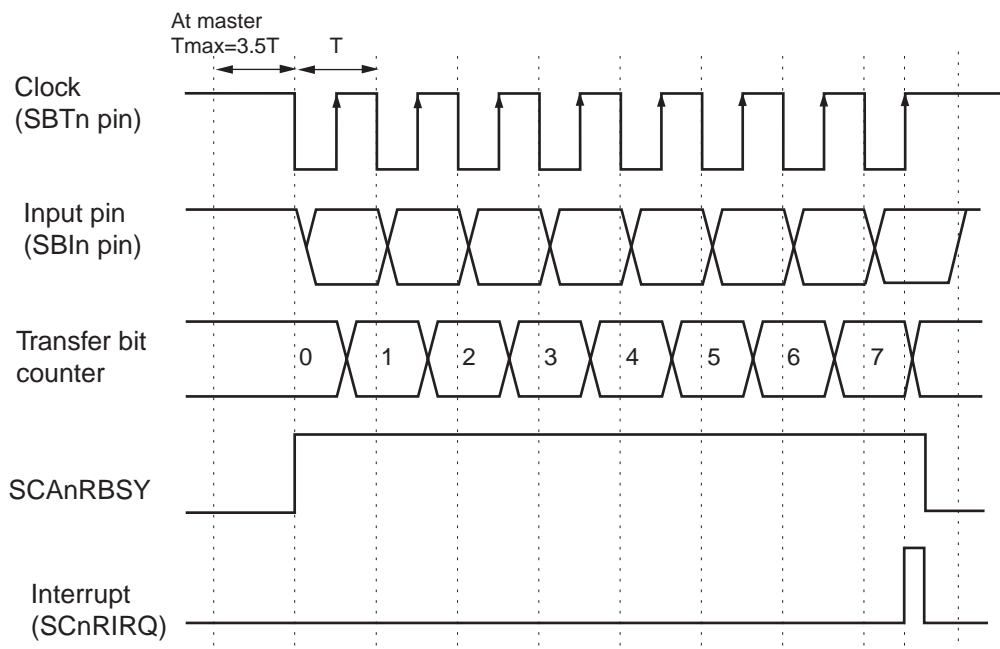 At master
Tmax=3.5T T
Clock
(SBTn pin)
Input pin
(SBIn pin)
Transfer bit
counter
0 1 2 3 4 5 6 7
SCAnRBSY
Interrupt
(SCnRIRQ)